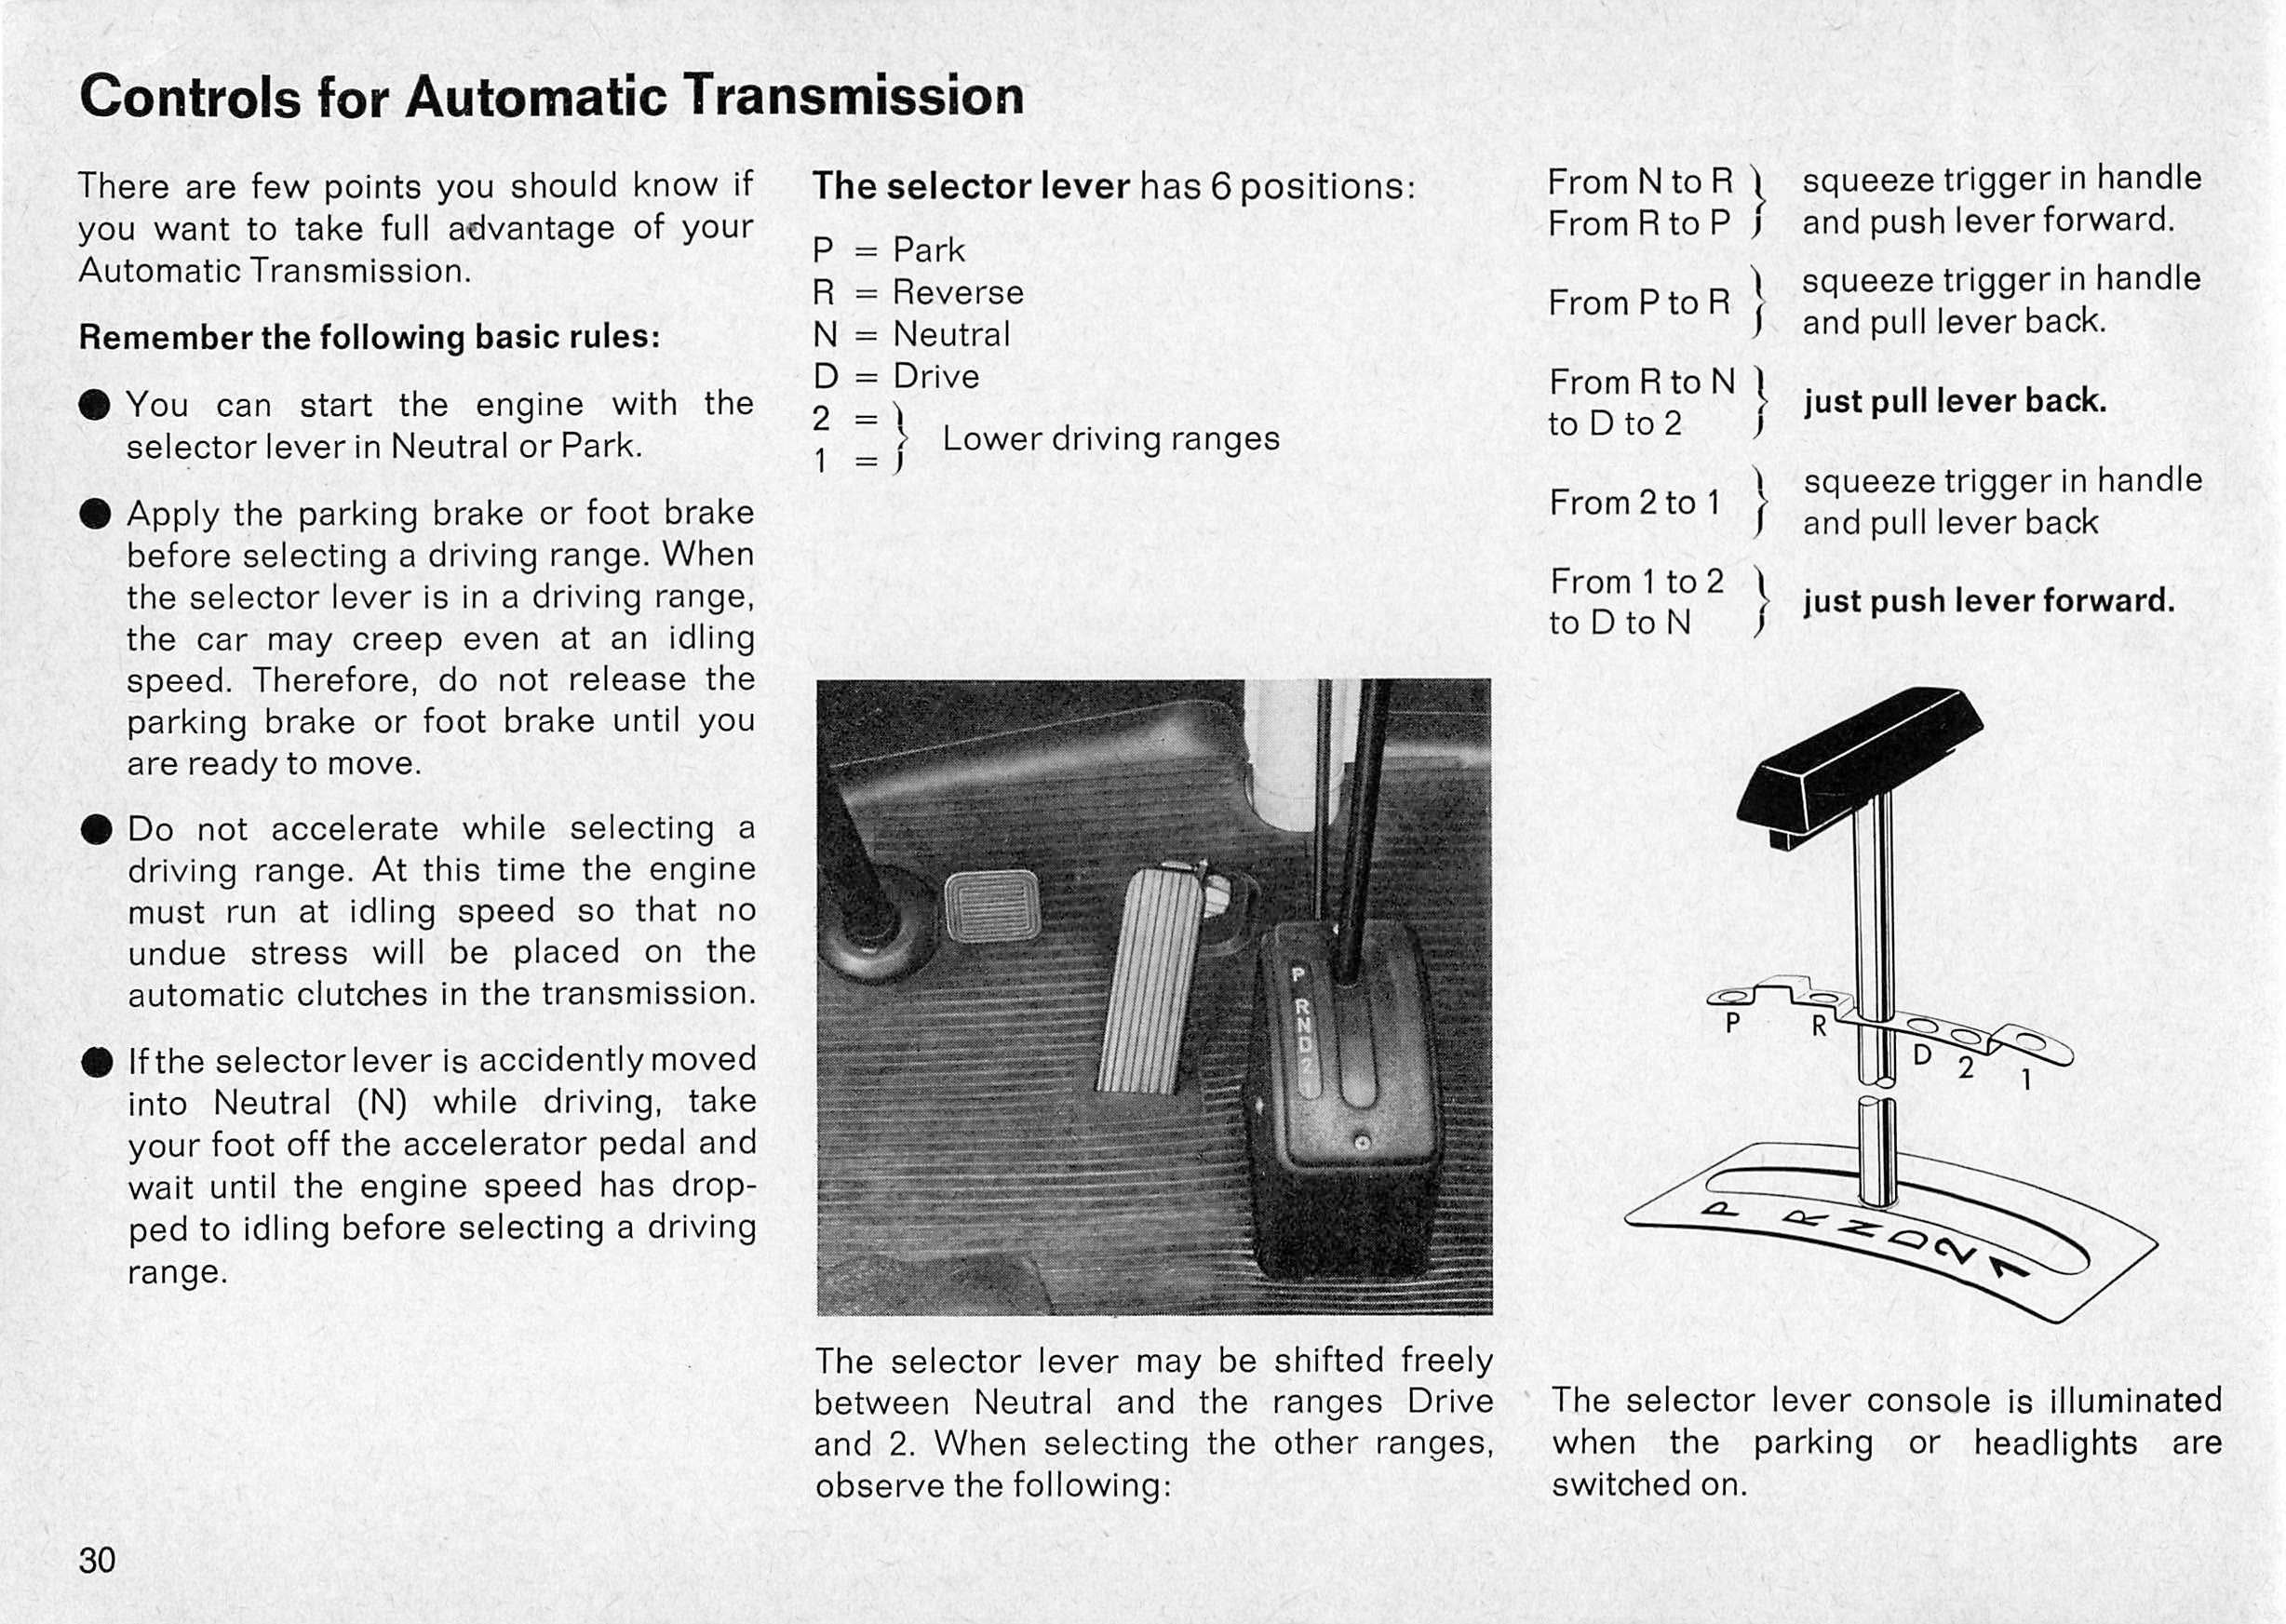 Controls for Automatic Transmission
There are few points you should know if
you want to take full advantage of your
Automatic Transmission.
Remember the following basic rules:
● You can start the engine with the
selector lever in Neutral or Park.
● Apply the parking brake or foot brake
before selecting a driving range. When
the selector lever is in a driving range,
the car may creep even at an idling
speed. Therefore, do not release the
parking brake or foot brake until you
are ready to move.
● Do not accelerate while selecting a
driving range. At this time the engine
must run at idling speed so that no
undue stress will be placed on the
automatic clutches in the transmission.
● If the selector lever is accidently moved
into Neutral (N) while driving, take
your foot off the accelerator pedal and
wait until the engine speed has drop-
ped to idling before selecting a driving
range.
The selector lever has 6 positions:
P = Park
R = Reverse
N = Neutral
D = Drive
2 =
1 = } Lower driving ranges
P
R
N
D
2
1
The selector lever may be shifted freely
between Neutral and the ranges Drive
and 2. When selecting the other ranges,
observe the following:
From N to R } squeeze trigger in handle
From R to P and push lever forward.
From P to R } squeeze trigger in handle
and pull lever back.
From R to N
to D to 2 } just pull lever back.
From 2 to 1 } squeeze trigger in handle
and pull lever back
From 1 to 2
to D to N } just push lever forward.
P R D 2 1
P R N D 2 1
The selector lever console is illuminated
when the parking or headlights are
switched on.
30